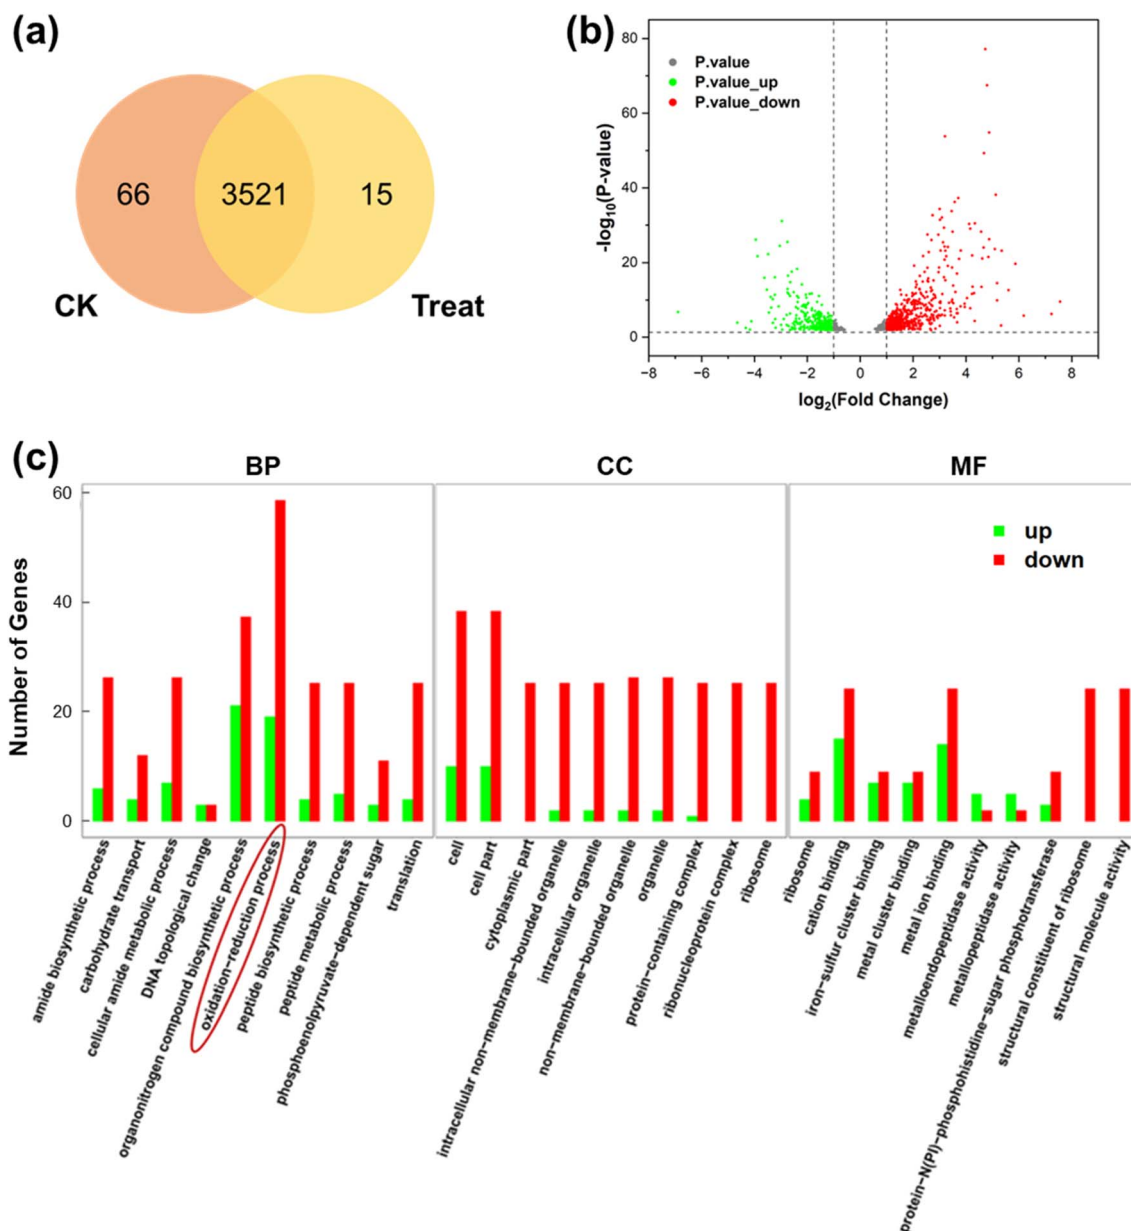 (a)
66
3521
15
CK
Treat
(b)
P.value
P.value_up
P.value_down
80
60
40
20
0
-log10(P-value)
−8
−6
−4
−2
0
2
4
6
8
log2(Fold Change)
(c)
BP
CC
MF
up
down
60
40
20
0
Number of Genes
amide biosynthetic process
carbohydrate transport
cellular amide metabolic process
DNA topological change
organonitrogen compound biosynthetic process
oxidation−reduction process
peptide biosynthetic process
peptide metabolic process
phosphoenolpyruvate−dependent sugar
translation
cell
cell part
cytoplasmic part
intracellular non−membrane−bounded organelle
intracellular organelle
non−membrane−bounded organelle
organelle
protein−containing complex
ribonucleoprotein complex
ribosome
ribosome
cation binding
iron−sulfur cluster binding
metal cluster binding
metal ion binding
metalloendopeptidase activity
metallopeptidase activity
protein−N(PI)−phosphohistidine−sugar phosphotransferase
structural constituent of ribosome
structural molecule activity